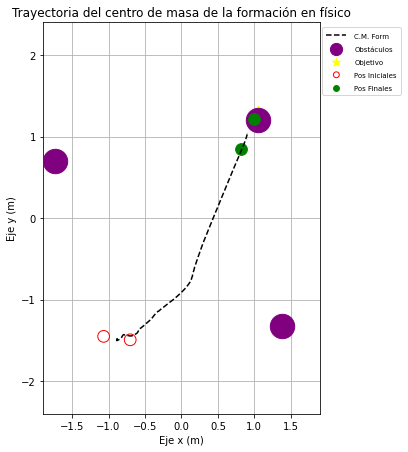 Trayectoria del centro de masa de la formación en físico
C.M. Form
Obstáculos
Objetivo
Pos Iniciales
Pos Finales
2
1
0
−1
−2
Eje y (m)
−1.5
−1.0
−0.5
0.0
0.5
1.0
1.5
Eje x (m)